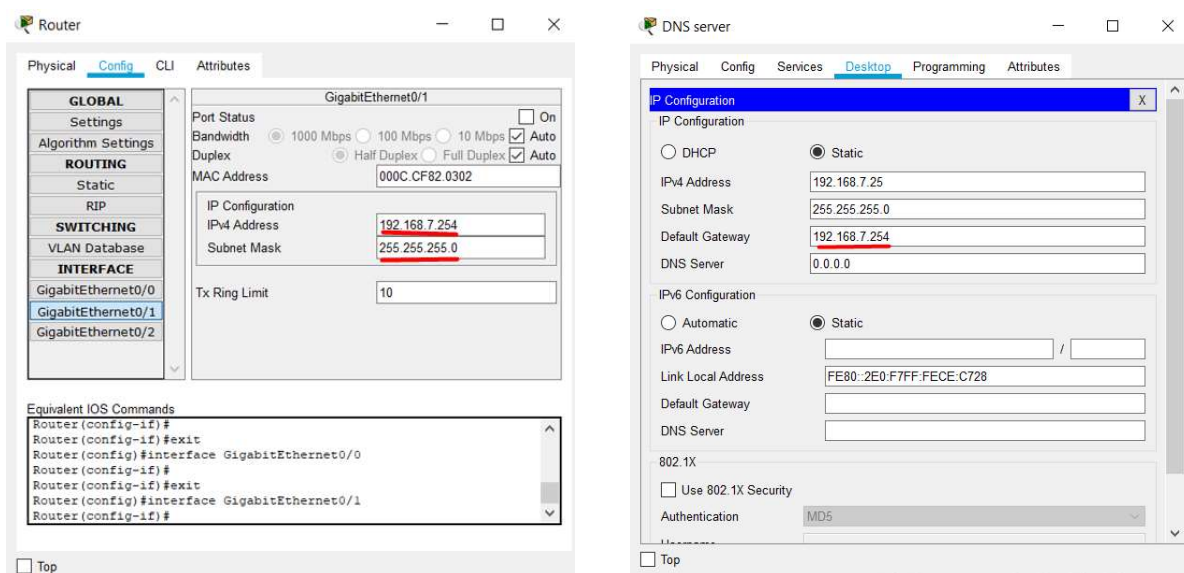 Router
Physical Config CLI Attributes
GLOBAL
Settings
Algorithm Settings
ROUTING
Static
RIP
SWITCHING
VLAN Database
INTERFACE
GigabitEthernet0/0
GigabitEthernet0/1
GigabitEthernet0/2
GigabitEthernet0/1
Port Status On
Bandwidth 1000 Mbps 100 Mbps 10 Mbps Auto
Duplex Half Duplex Full Duplex Auto
MAC Address 000C.CF82.0302
IP Configuration
IPv4 Address 192.168.7.254
Subnet Mask 255.255.255.0
Tx Ring Limit 10
Equivalent IOS Commands
Router(config-if)#
Router(config-if)#exit
Router(config)#interface GigabitEthernet0/0
Router(config-if)#
Router(config-if)#exit
Router(config)#interface GigabitEthernet0/1
Router(config-if)#
Top
DNS server
Physical Config Services Desktop Programming Attributes
IP Configuration X
IP Configuration
DHCP Static
IPv4 Address 192.168.7.25
Subnet Mask 255.255.255.0
Default Gateway 192.168.7.254
DNS Server 0.0.0.0
IPv6 Configuration
Automatic Static
IPv6 Address /
Link Local Address FE80::2E0:F7FF:FECE:C728
Default Gateway
DNS Server
802.1X
Use 802.1X Security
Authentication MD5
Top